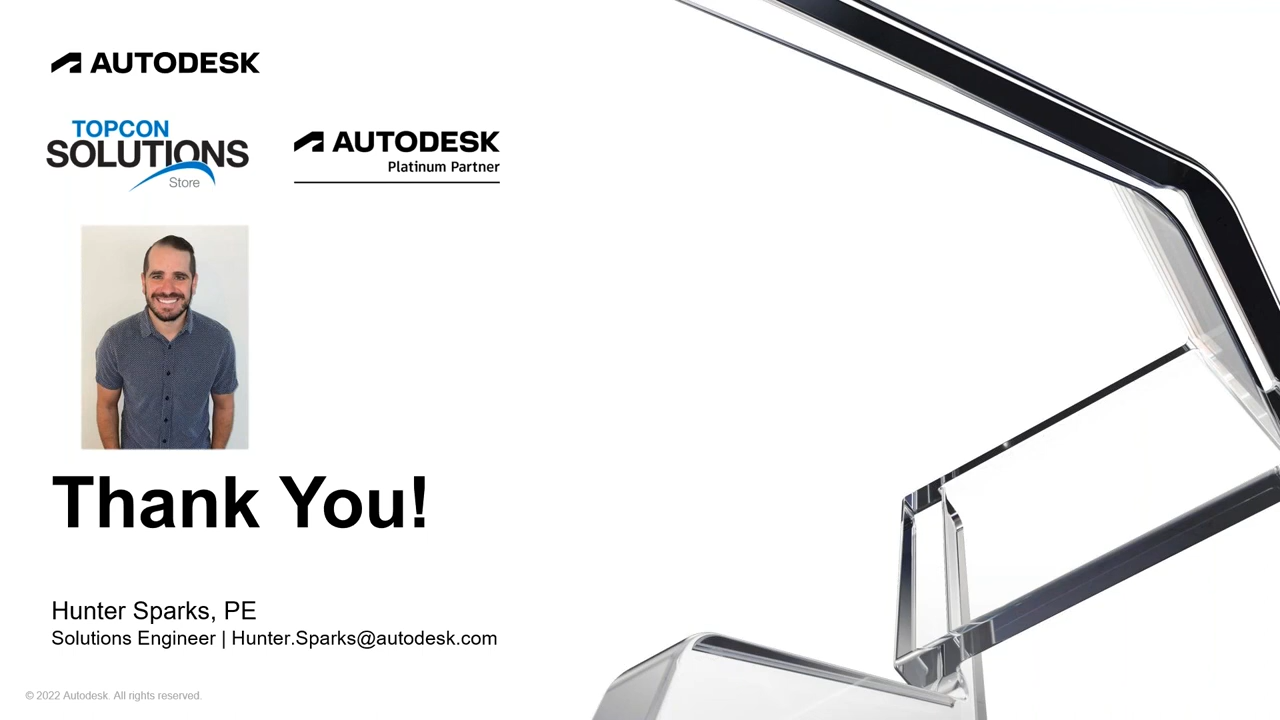 AUTODESK
TOPCON
SOLUTIONS
Store
AUTODESK
Platinum Partner
Thank You!
Hunter Sparks, PE
Solutions Engineer | Hunter.Sparks@autodesk.com
© 2022 Autodesk. All rights reserved.